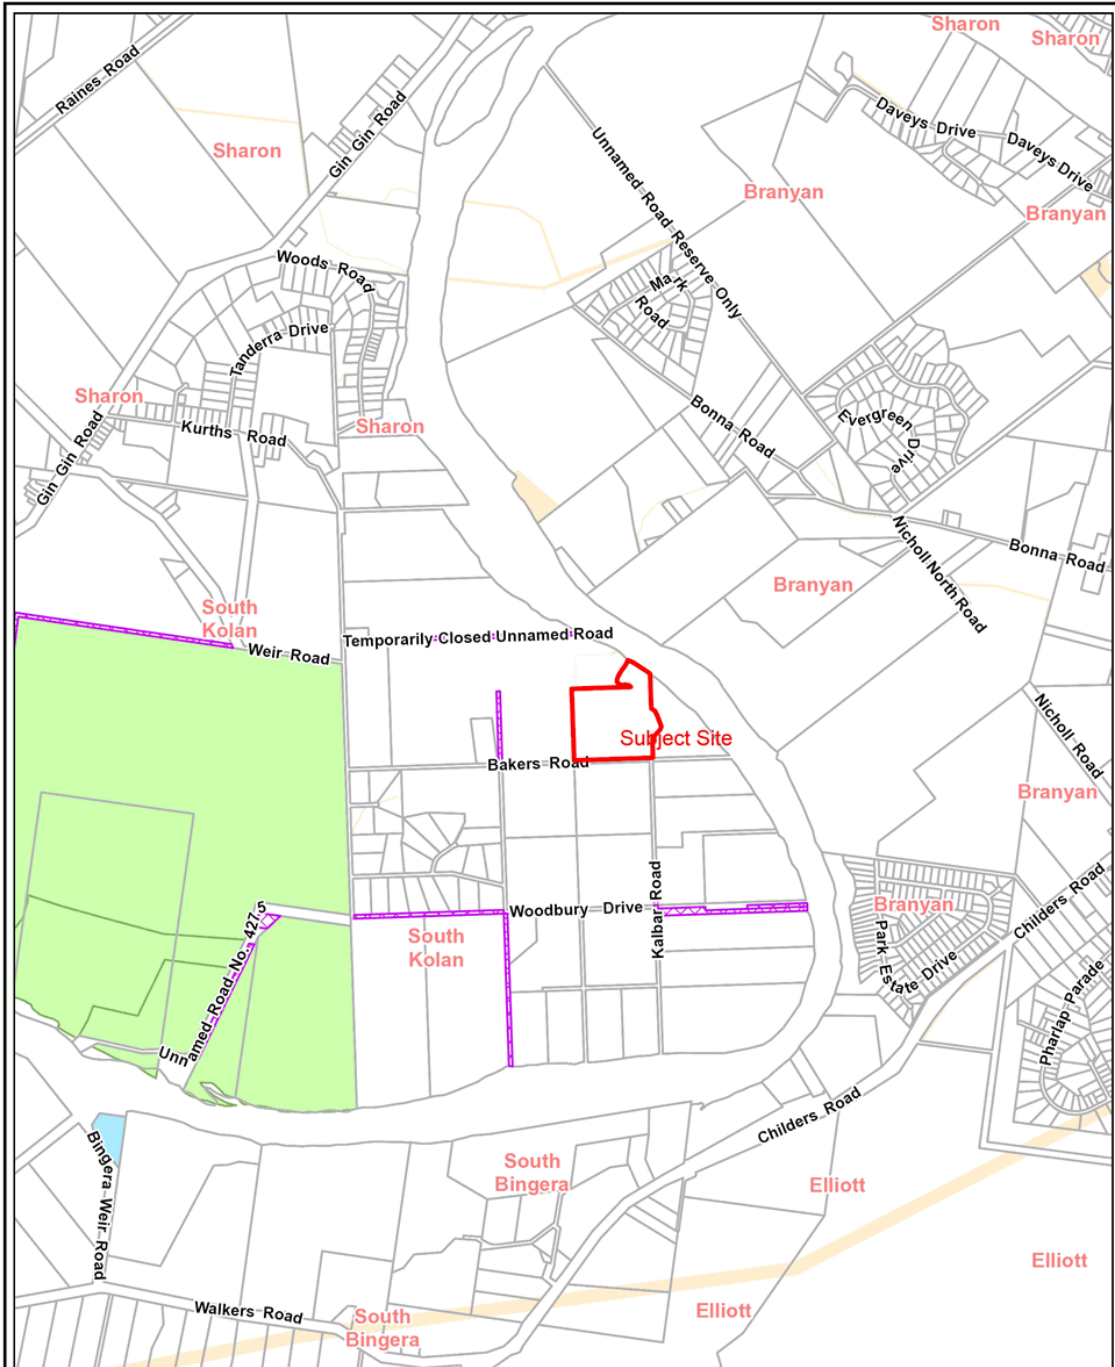 Sharon
Sharon
Raines Road
Gin Gin Road
Sharon
Daveys Drive
Daveys Drive
Unnamed Road Reserve Only
Branyan
Branyan
Woods Road
Mark
Road
Tanderra Drive
Sharon
Kurths Road
Sharon
Gin Gin Road
Bonna Road
Evergreen Drive
Nicholl North Road
Bonna Road
Branyan
South
Kolan
Temporarily Closed Unnamed Road
Weir Road
Subject Site
Nicholl Road
Bakers Road
Branyan
Kalbar Road
Woodbury Drive
Branyan
Childers Road
Park Estate Drive
South
Kolan
Unnamed Road No. 427.5
Pharlap Parade
Childers Road
Bingera Weir Road
South
Bingera
Elliott
Elliott
Walkers Road
South
Bingera
Elliott